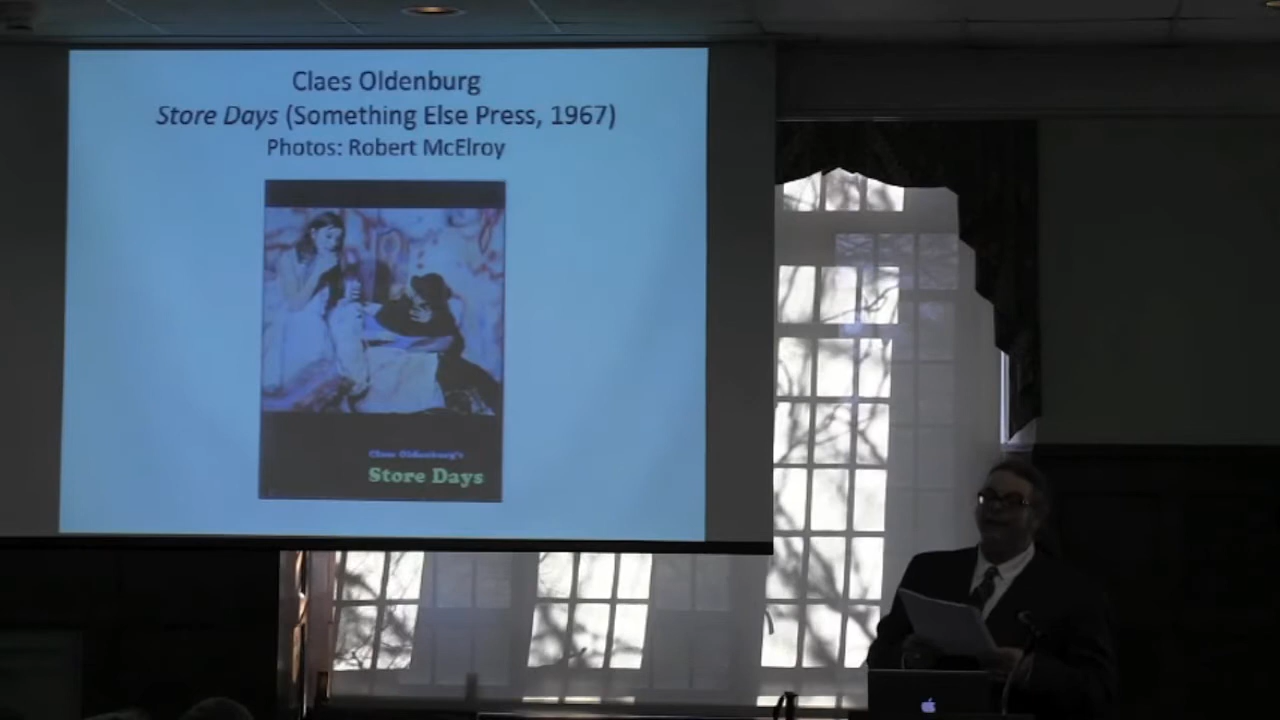 Claes Oldenburg
Store Days (Something Else Press, 1967)
Photos: Robert McElroy
Claes Oldenburg's
Store Days